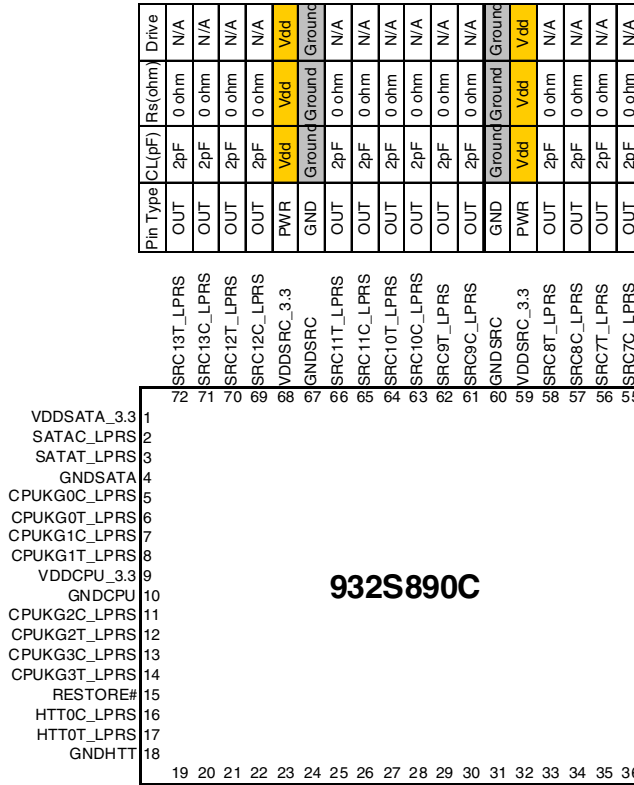 Drive N/A N/A N/A N/A Vdd Ground N/A N/A N/A N/A N/A N/A Ground Vdd N/A N/A N/A N/A
Rs(ohm) 0 ohm 0 ohm 0 ohm 0 ohm Vdd Ground 0 ohm 0 ohm 0 ohm 0 ohm 0 ohm 0 ohm Ground Vdd 0 ohm 0 ohm 0 ohm 0 ohm
CL(pF) 2pF 2pF 2pF 2pF Vdd Ground 2pF 2pF 2pF 2pF 2pF 2pF Ground Vdd 2pF 2pF 2pF 2pF
Pin Type OUT OUT OUT OUT PWR GND OUT OUT OUT OUT OUT OUT GND PWR OUT OUT OUT OUT
SRC13T_LPRS SRC13C_LPRS SRC12T_LPRS SRC12C_LPRS VDDSRC_3.3 GNDSRC SRC11T_LPRS SRC11C_LPRS SRC10T_LPRS SRC10C_LPRS SRC9T_LPRS SRC9C_LPRS GNDSRC VDDSRC_3.3 SRC8T_LPRS SRC8C_LPRS SRC7T_LPRS SRC7C_LPRS
72 71 70 69 68 67 66 65 64 63 62 61 60 59 58 57 56 55
VDDSATA_3.3 1
SATAC_LPRS 2
SATAT_LPRS 3
GNDSATA 4
CPUKG0C_LPRS 5
CPUKG0T_LPRS 6
CPUKG1C_LPRS 7
CPUKG1T_LPRS 8
VDDCPU_3.3 9
GNDCPU 10
CPUKG2C_LPRS 11
CPUKG2T_LPRS 12
CPUKG3C_LPRS 13
CPUKG3T_LPRS 14
RESTORE# 15
HTT0C_LPRS 16
HTT0T_LPRS 17
GNDHTT 18
932S890C
19 20 21 22 23 24 25 26 27 28 29 30 31 32 33 34 35 36